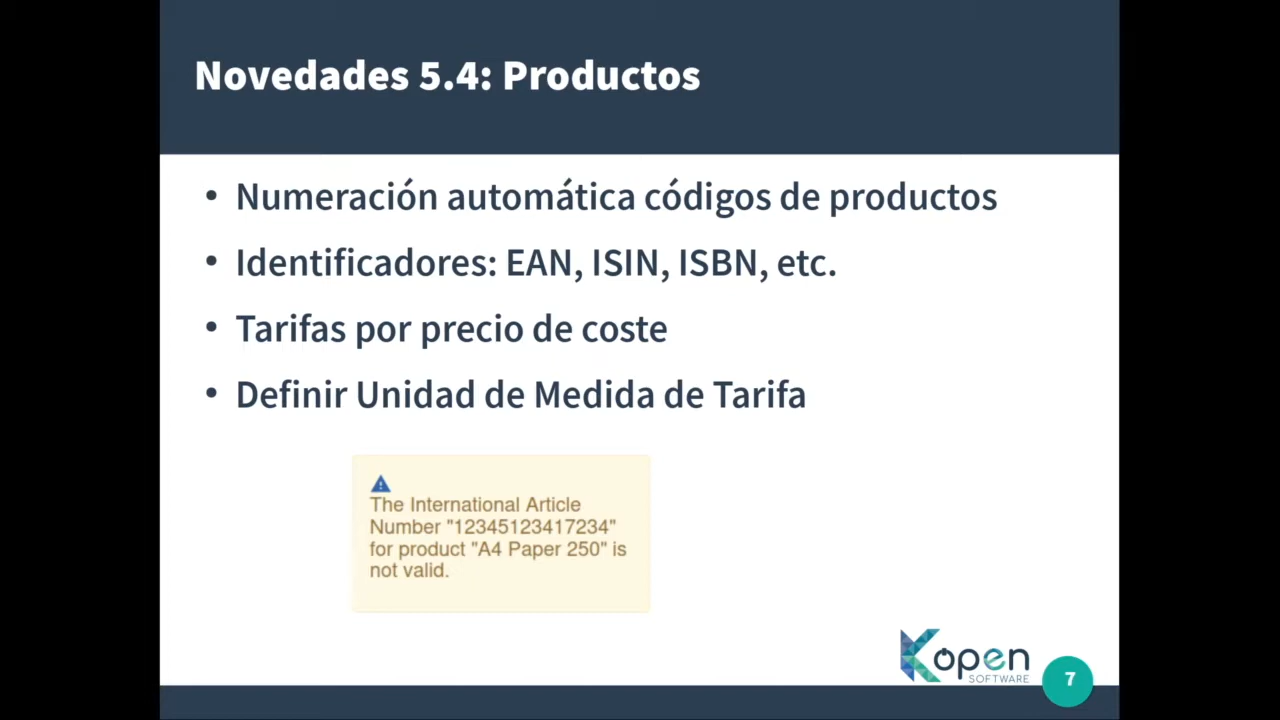 Novedades 5.4: Productos
• Numeración automática códigos de productos
• Identificadores: EAN, ISIN, ISBN, etc.
• Tarifas por precio de coste
• Definir Unidad de Medida de Tarifa
The International Article
Number "12345123417234"
for product "A4 Paper 250" is
not valid.
Kopen
SOFTWARE
7